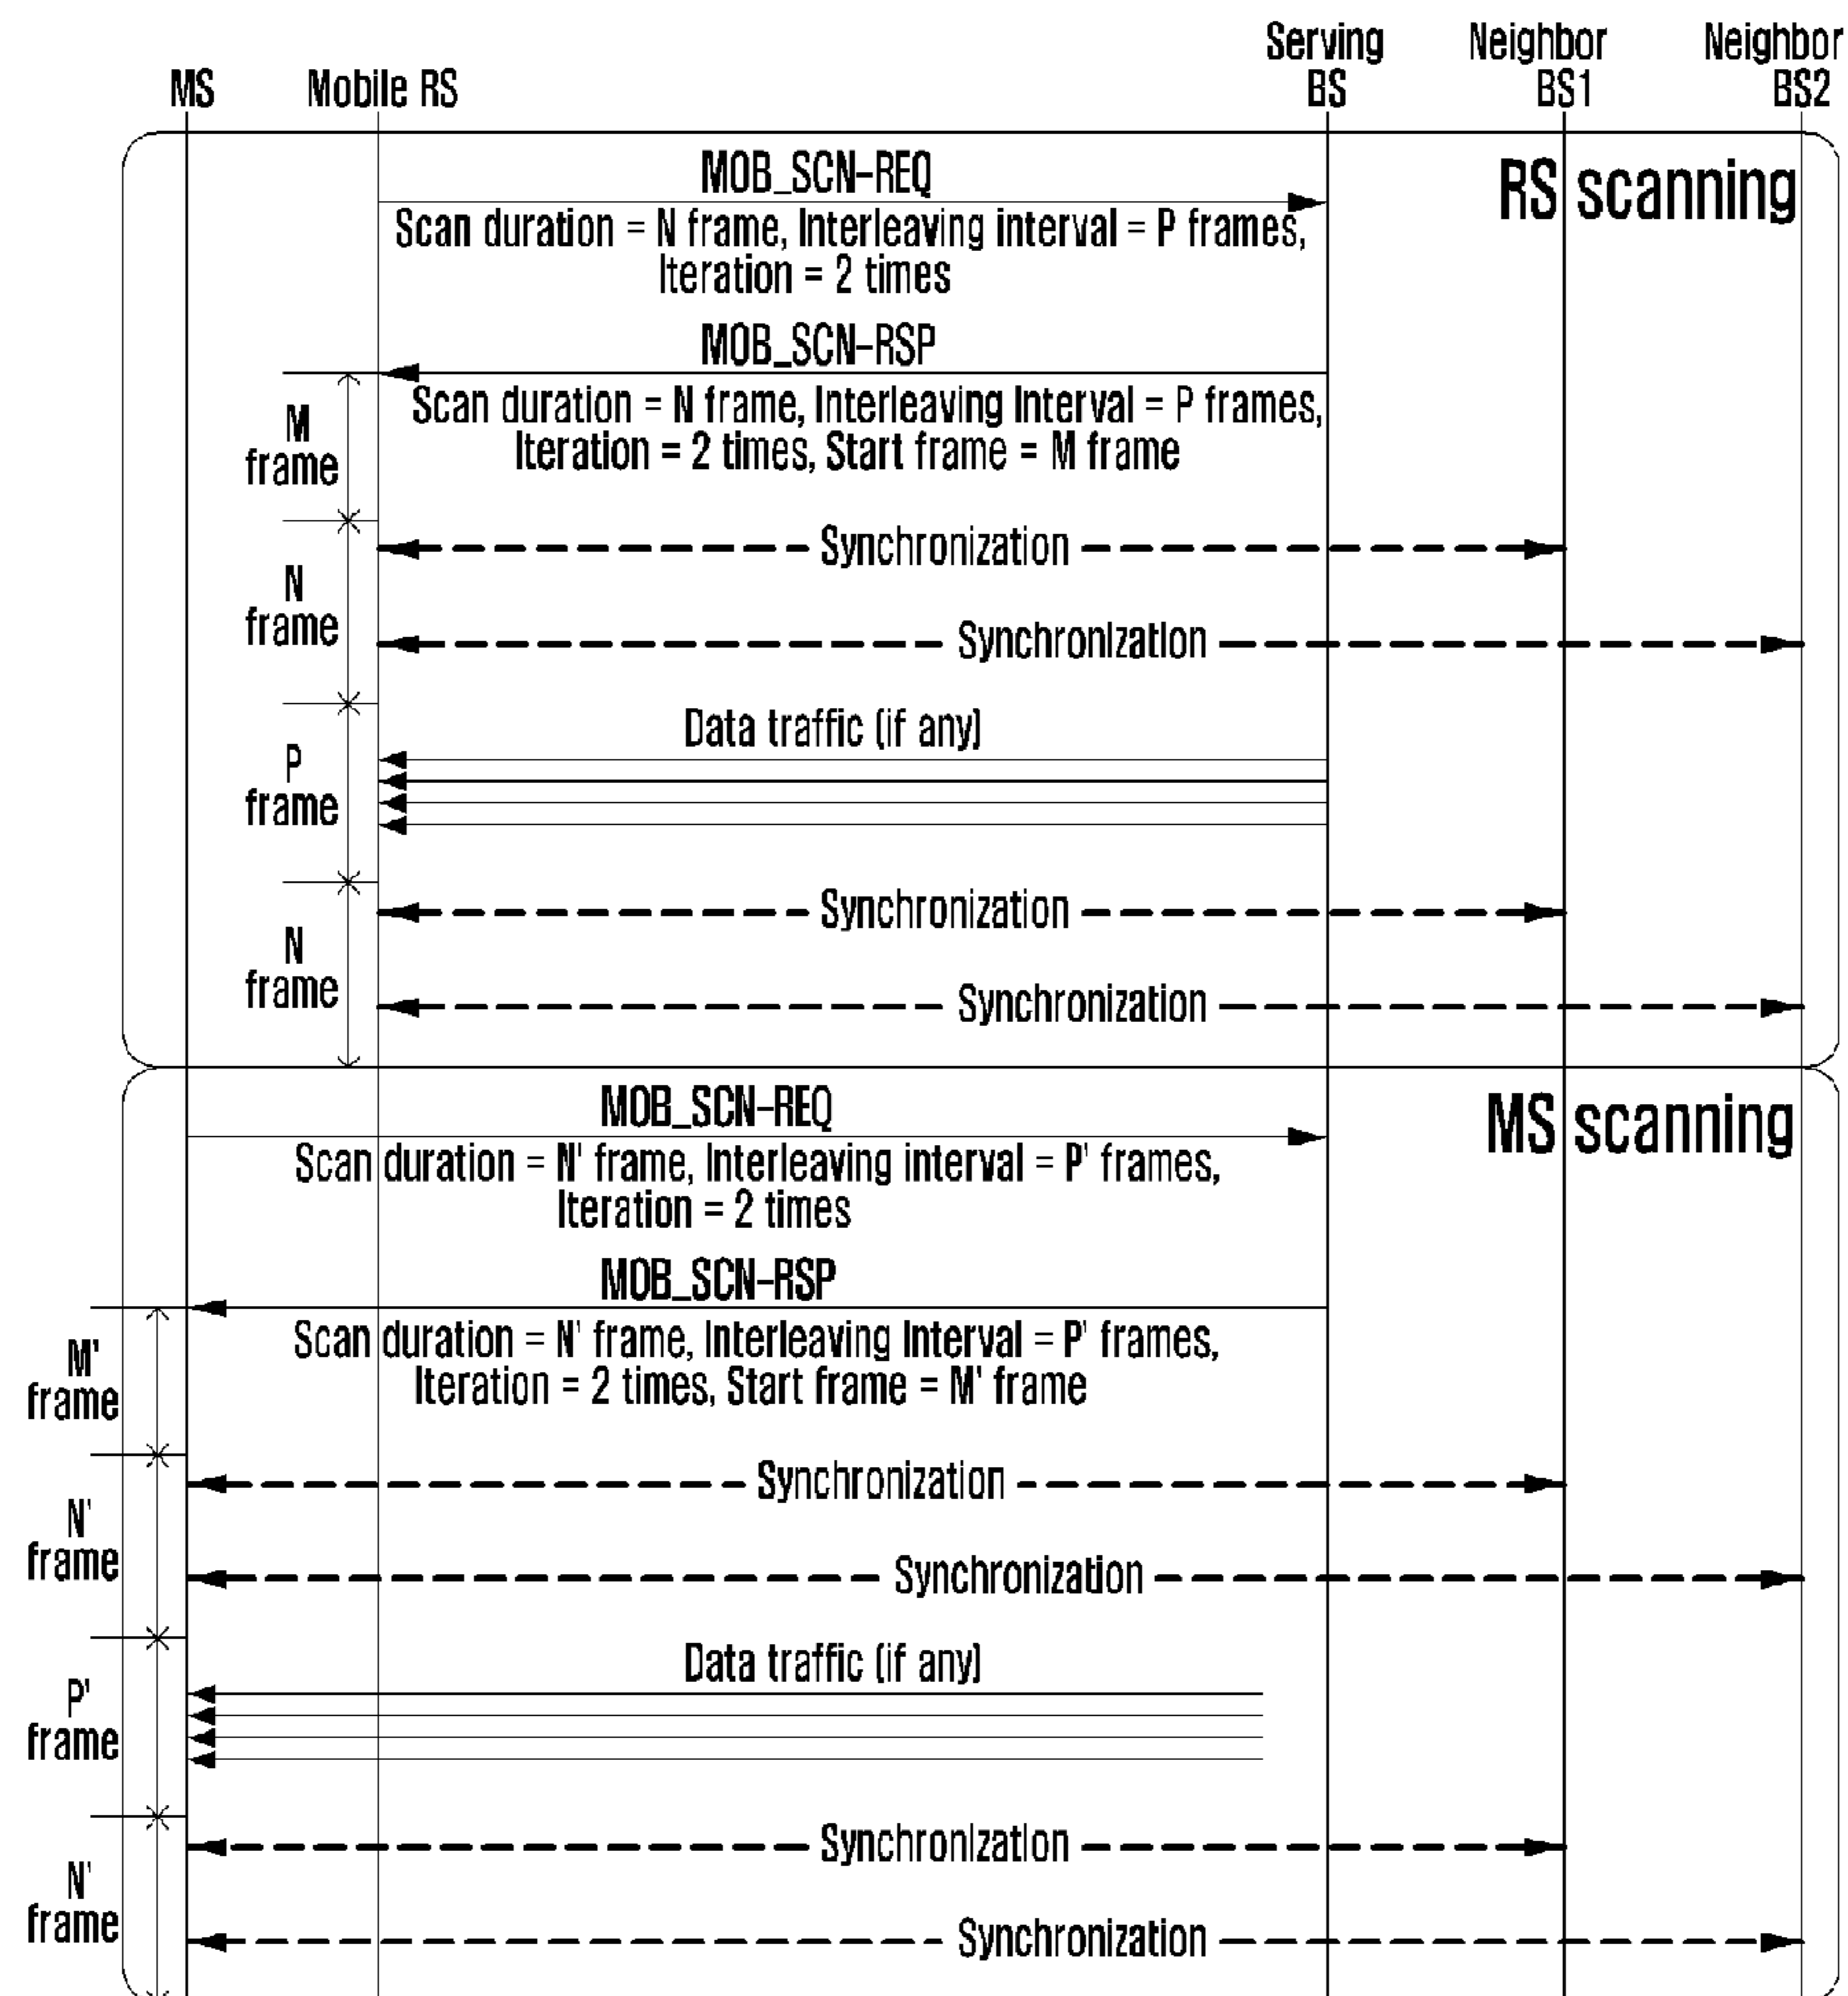 MS
Mobile RS
Serving
BS
Neighbor
BS1
Neighbor
BS2
RS scanning
MOB_SCN-REQ
Scan duration = N frame, Interleaving interval = P frames,
Iteration = 2 times
MOB_SCN-RSP
Scan duration = N frame, Interleaving Interval = P frames,
Iteration = 2 times, Start frame = M frame
M
frame
Synchronization
N
frame
Synchronization
Data traffic (if any)
P
frame
Synchronization
N
frame
Synchronization
MS scanning
MOB_SCN-REQ
Scan duration = N' frame, Interleaving interval = P' frames,
Iteration = 2 times
MOB_SCN-RSP
Scan duration = N' frame, Interleaving Interval = P' frames,
Iteration = 2 times, Start frame = M' frame
M'
frame
Synchronization
N'
frame
Synchronization
Data traffic (if any)
P'
frame
Synchronization
N'
frame
Synchronization